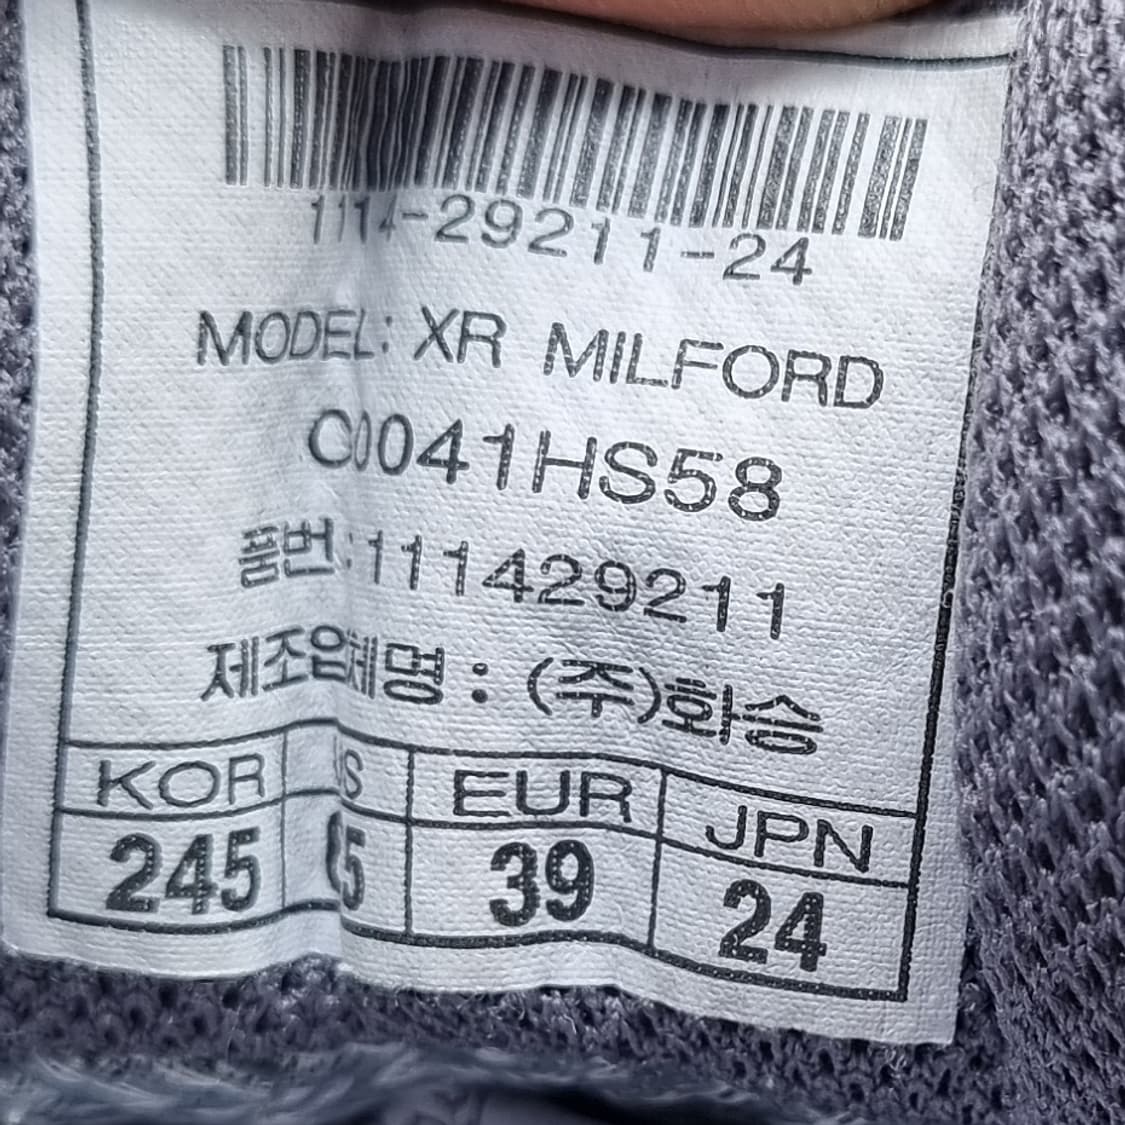 1114-29211-24
MODEL: XR MILFORD
C0041HS58
품번:111429211
제조업체명 : (주)화승
KOR US EUR JPN
245 39 24